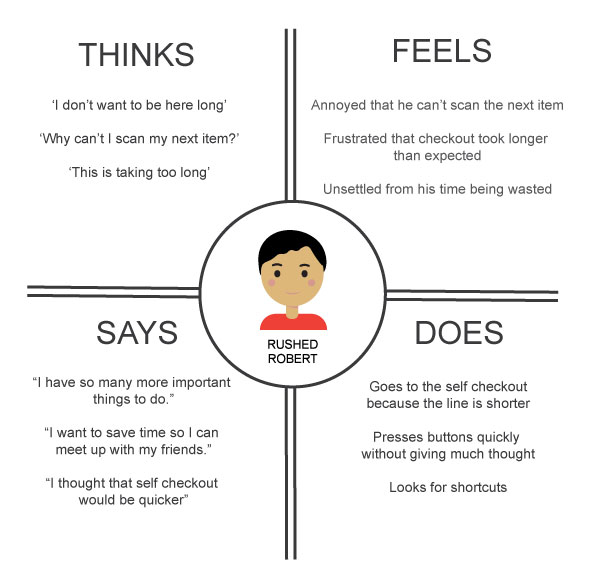 THINKS
‘I don’t want to be here long’
‘Why can’t I scan my next item?’
‘This is taking too long’
FEELS
Annoyed that he can’t scan the next item
Frustrated that checkout took longer
than expected
Unsettled from his time being wasted
RUSHED
ROBERT
SAYS
“I have so many more important
things to do.”
“I want to save time so I can
meet up with my friends.”
“I thought that self checkout
would be quicker”
DOES
Goes to the self checkout
because the line is shorter
Presses buttons quickly
without giving much thought
Looks for shortcuts